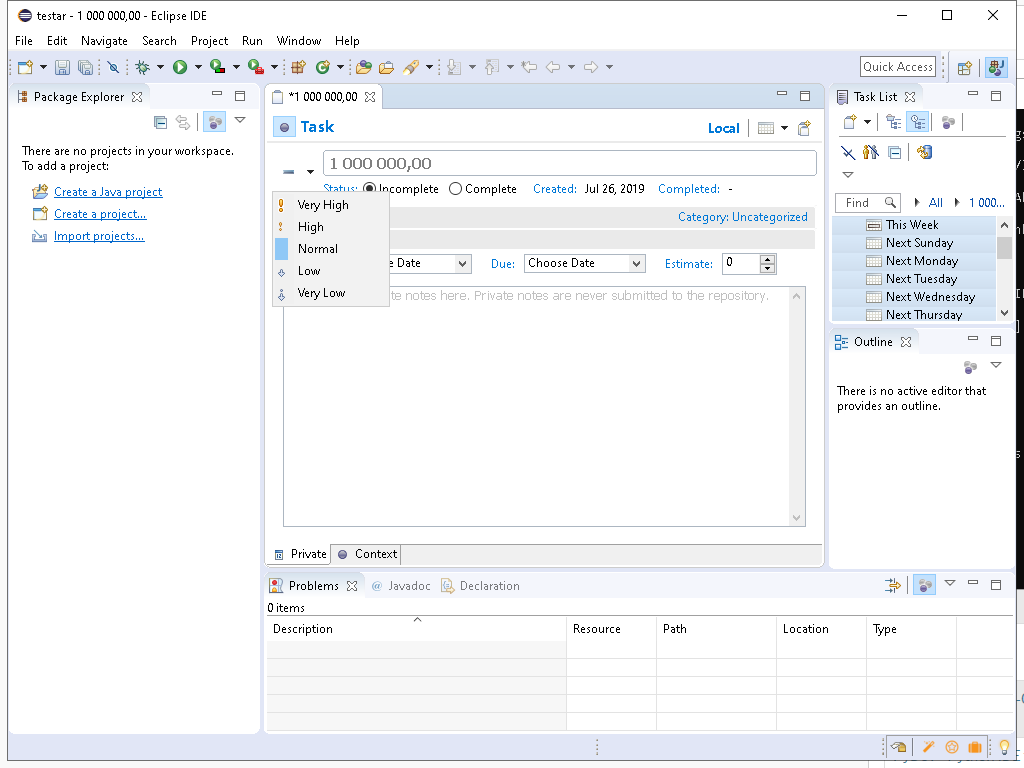 testar - 1 000 000,00 - Eclipse IDE
File Edit Navigate Search Project Run Window Help
Quick Access
Package Explorer
There are no projects in your workspace.
To add a project:
Create a Java project
Create a project...
Import projects...
*1 000 000,00
Task
Local
1 000 000,00
Status: Incomplete Complete Created: Jul 26, 2019 Completed: -
Category: Uncategorized
Very High
High
Normal
Low
Very Low
e Date Due: Choose Date Estimate: 0
te notes here. Private notes are never submitted to the repository.
Private Context
Task List
Find All 1 000...
This Week
Next Sunday
Next Monday
Next Tuesday
Next Wednesday
Next Thursday
Outline
There is no active editor that
provides an outline.
Problems @ Javadoc Declaration
0 items
Description Resource Path Location Type